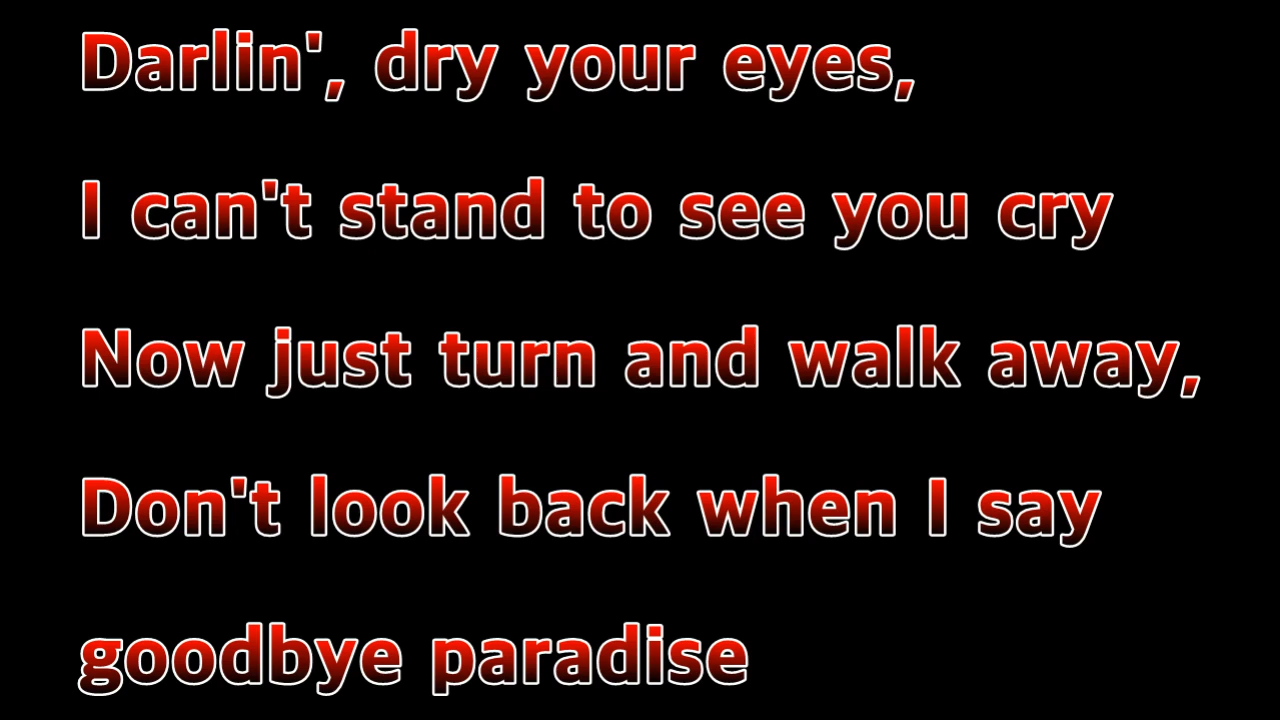 Darlin', dry your eyes,
I can't stand to see you cry
Now just turn and walk away,
Don't look back when I say
goodbye paradise